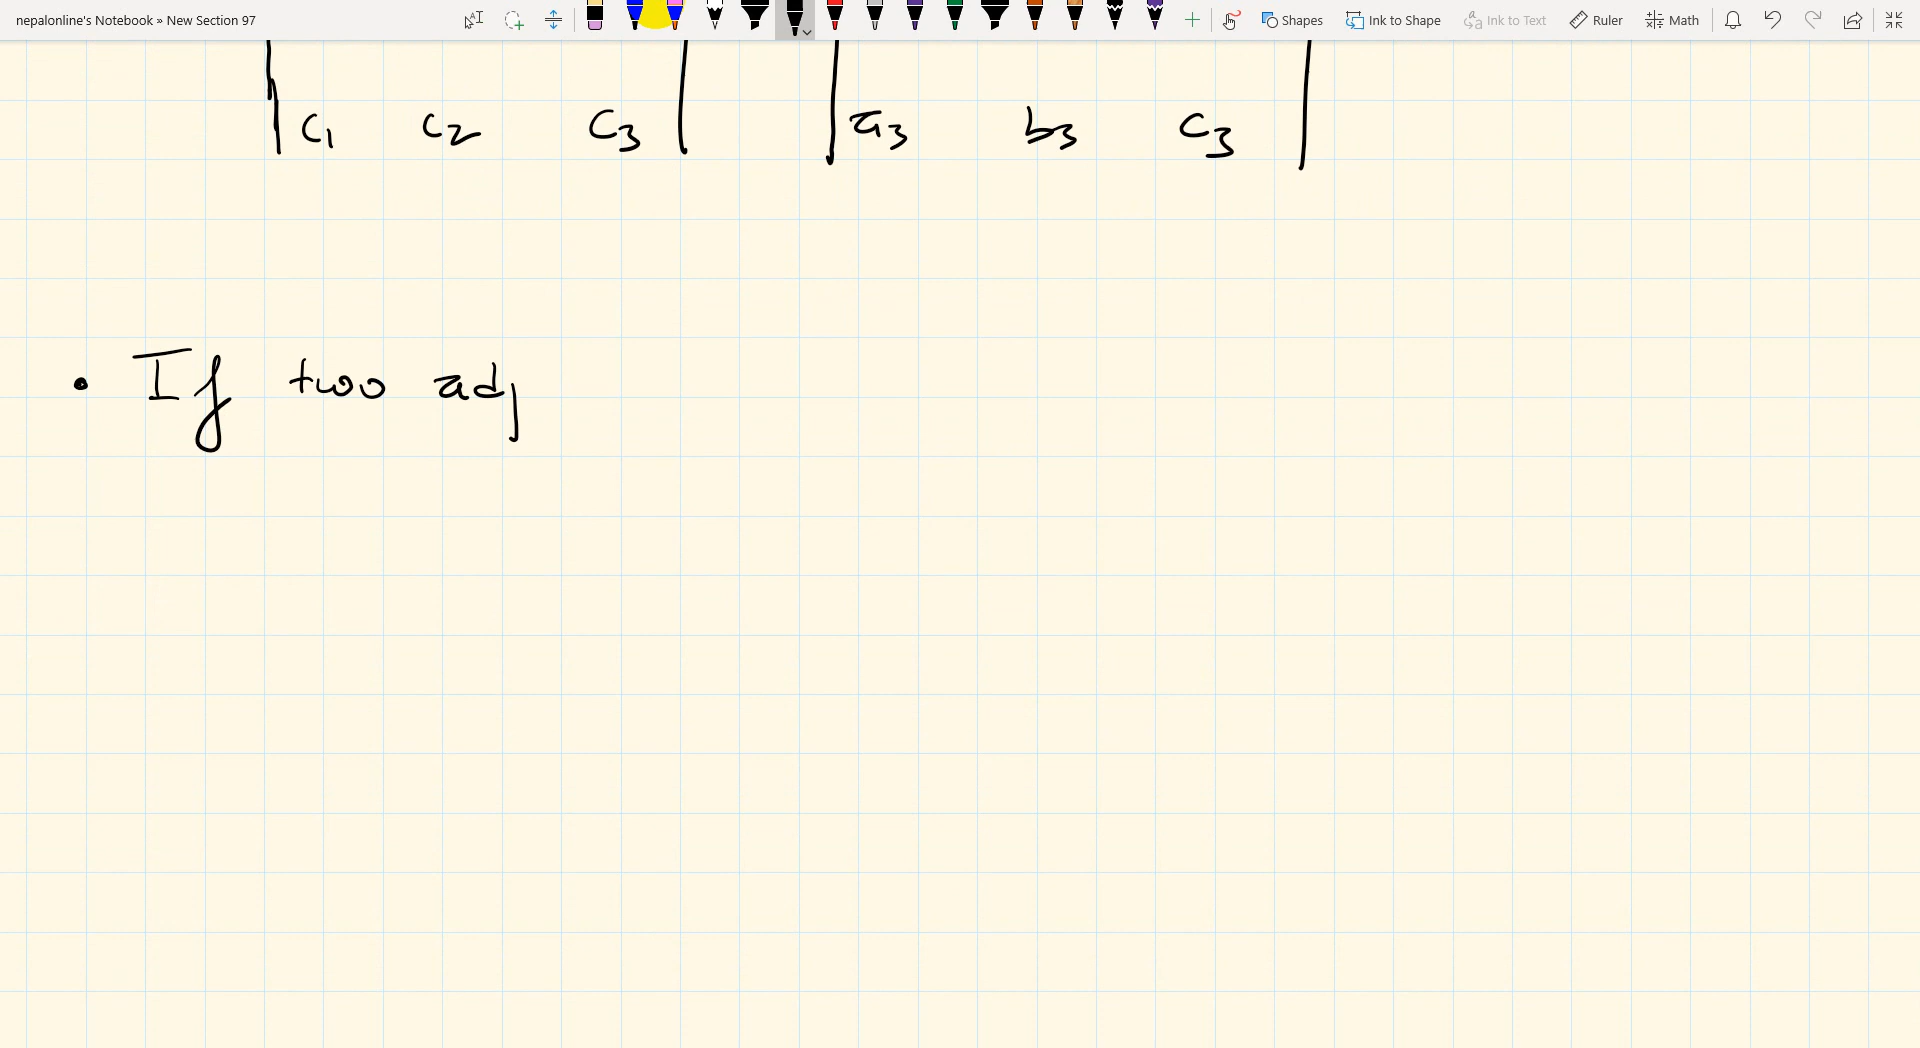 nepalonline's Notebook » New Section 97
Shapes Ink to Shape Ink to Text Ruler Math
c₁ c₂ c₃ a₃ b₃ c₃
• If two adj